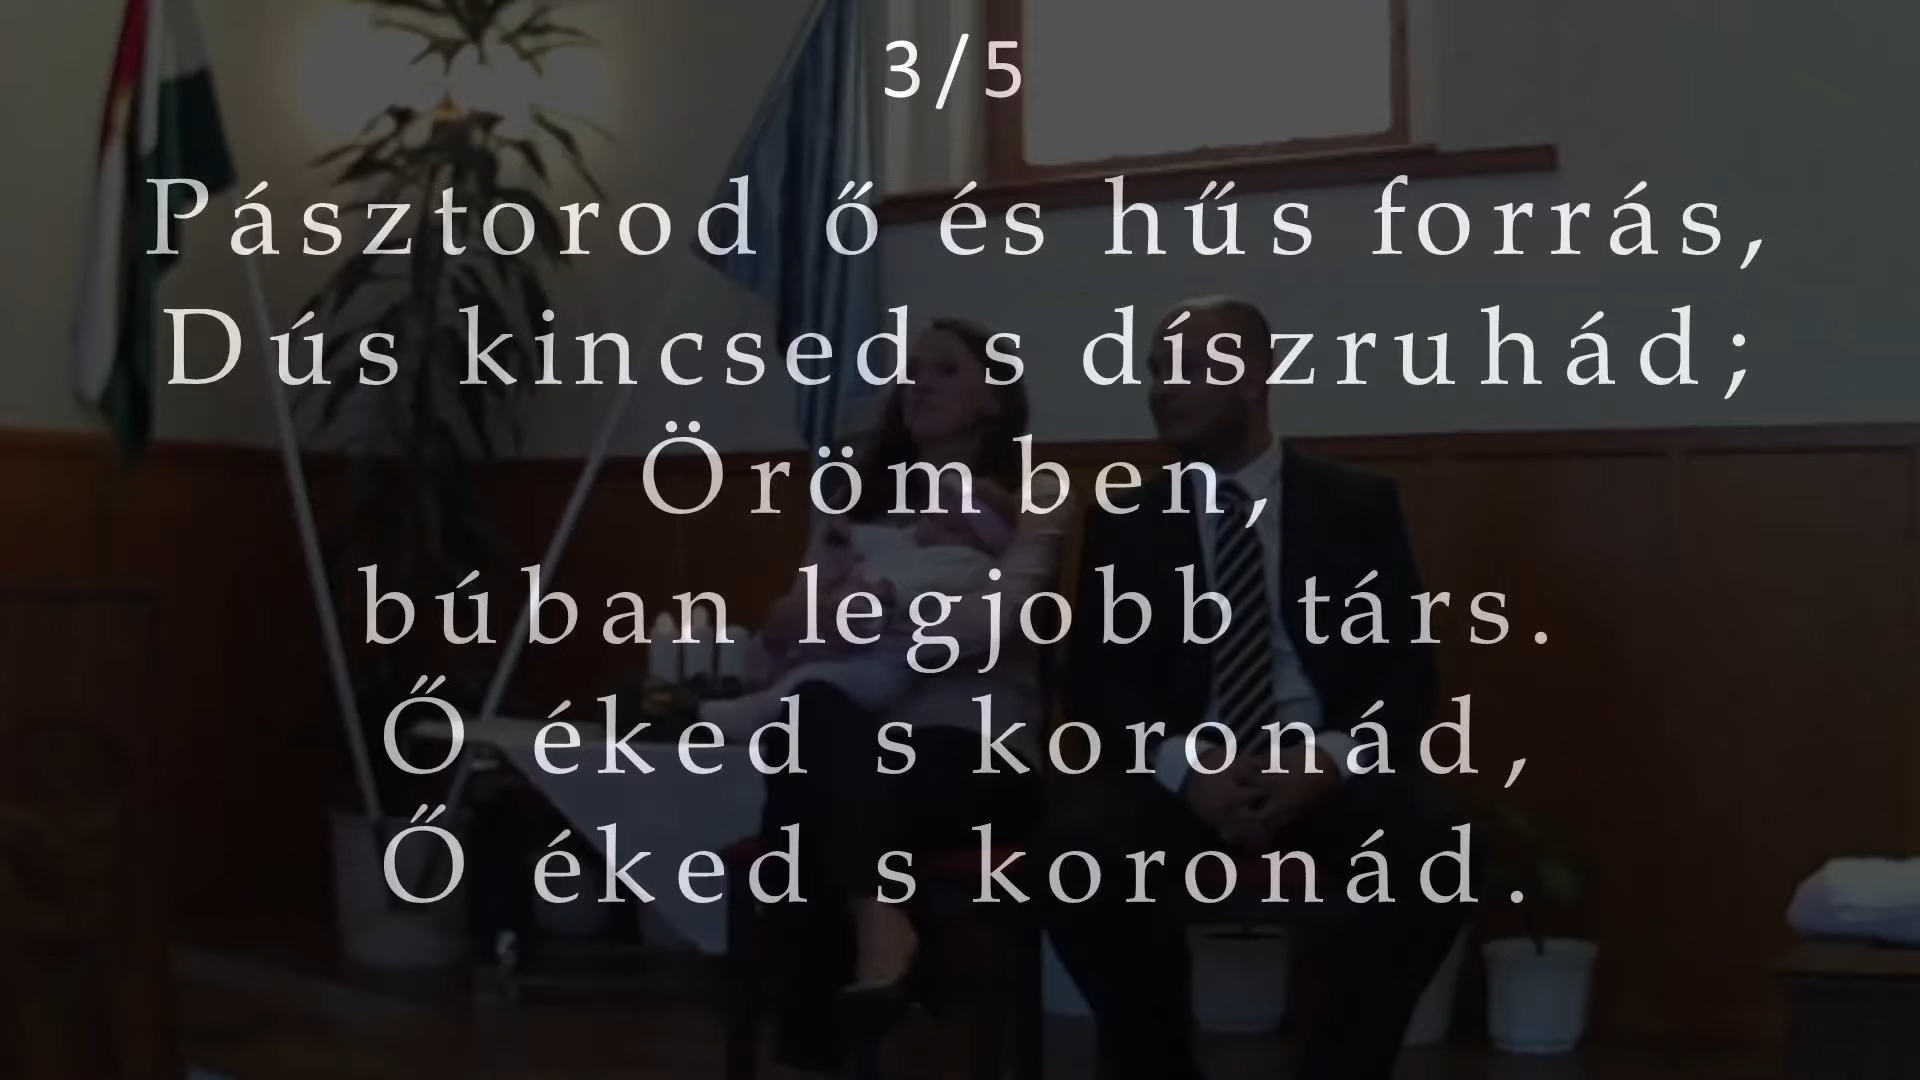 3/5
Pásztorod ő és hűs forrás,
Dús kincsed s díszruhád;
Örömben,
búban legjobb társ.
Ő éked s koronád,
Ő éked s koronád.